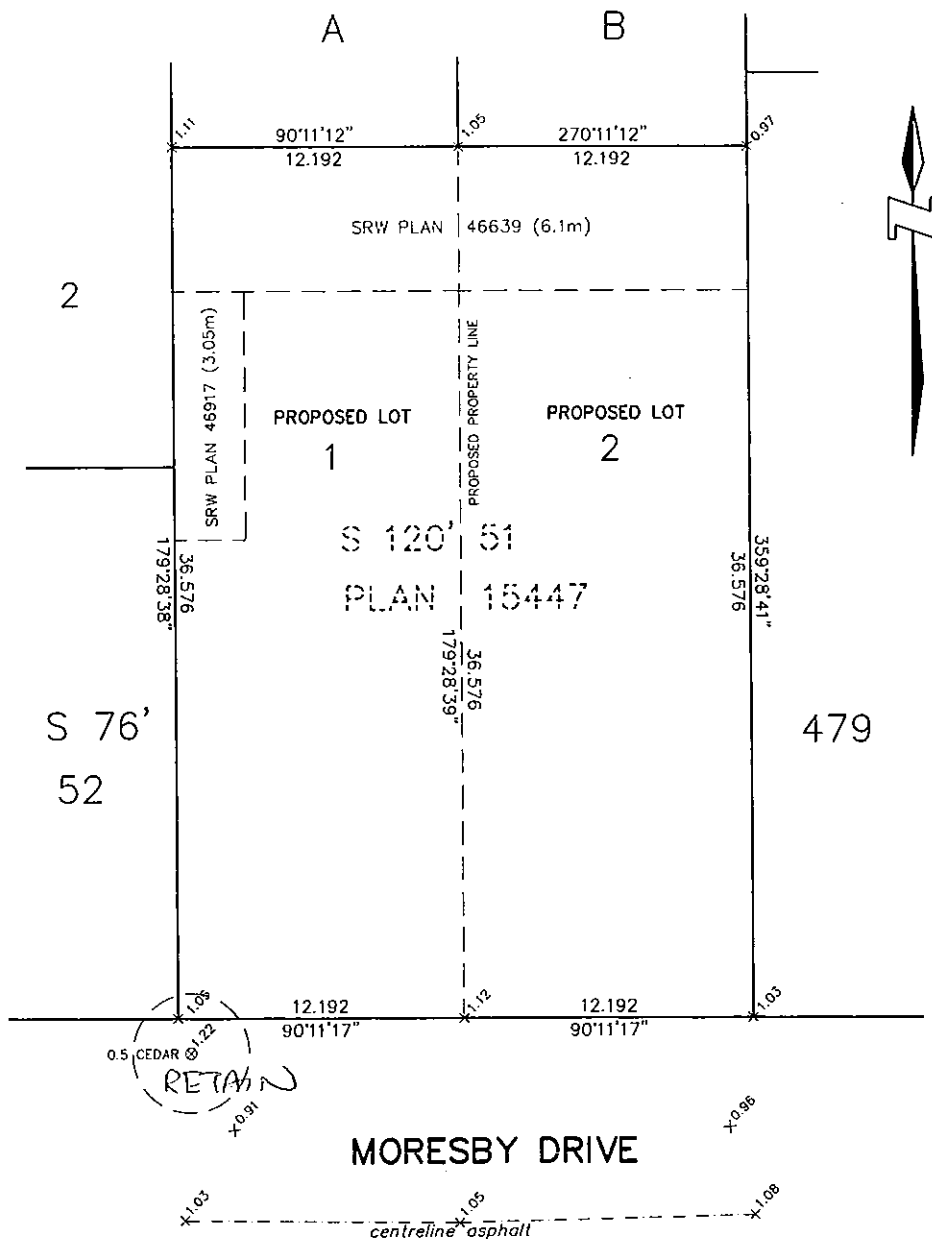 A B
1.11 90°11'12" 1.05 270°11'12" 0.97
12.192 12.192
SRW PLAN 46639 (6.1m)
Z
2
SRW PLAN 46917 (3.05m)
PROPOSED PROPERTY LINE
PROPOSED LOT
1
PROPOSED LOT
2
S 120' 51
PLAN 15447
36.576
179°28'38"
36.576
179°28'39"
359°28'41"
36.576
S 76'
52
479
1.05 12.192 1.12 12.192 1.03
90°11'17" 90°11'17"
0.5 CEDAR 1.22
RETAIN
0.91 0.96
MORESBY DRIVE
1.03 1.05 1.08
centreline asphalt